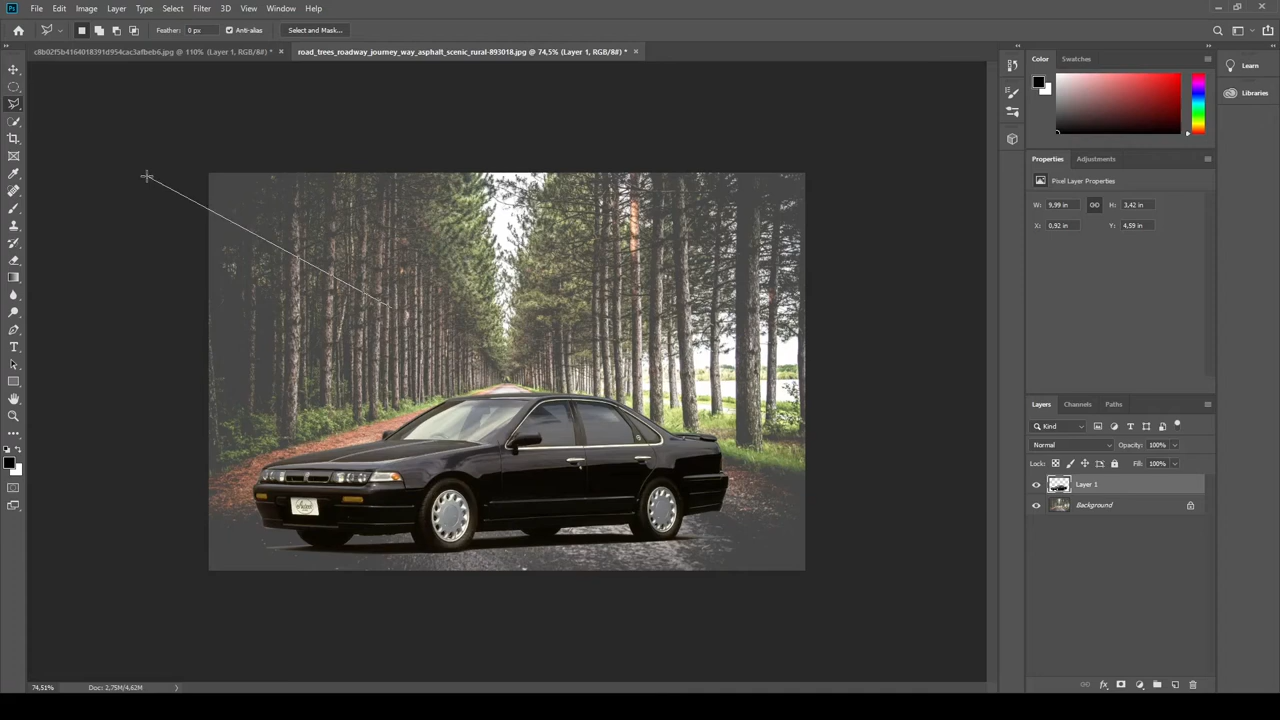 File Edit Image Layer Type Select Filter 3D View Window Help
Feather: 0 px Anti-alias Select and Mask...
c8b02f5b4164018391d954cac3afbeb6.jpg @ 110% (Layer 1, RGB/8#) * × road_trees_roadway_journey_way_asphalt_scenic_rural-893018.jpg @ 74,5% (Layer 1, RGB/8#) * ×
Color Swatches
Learn
Libraries
Properties Adjustments
Pixel Layer Properties
W: 9,99 in H: 3,42 in
X: 0,92 in Y: 4,59 in
Layers Channels Paths
Kind
Normal Opacity: 100%
Lock: Fill: 100%
Layer 1
Background
74,51% Doc: 2,75M/4,62M